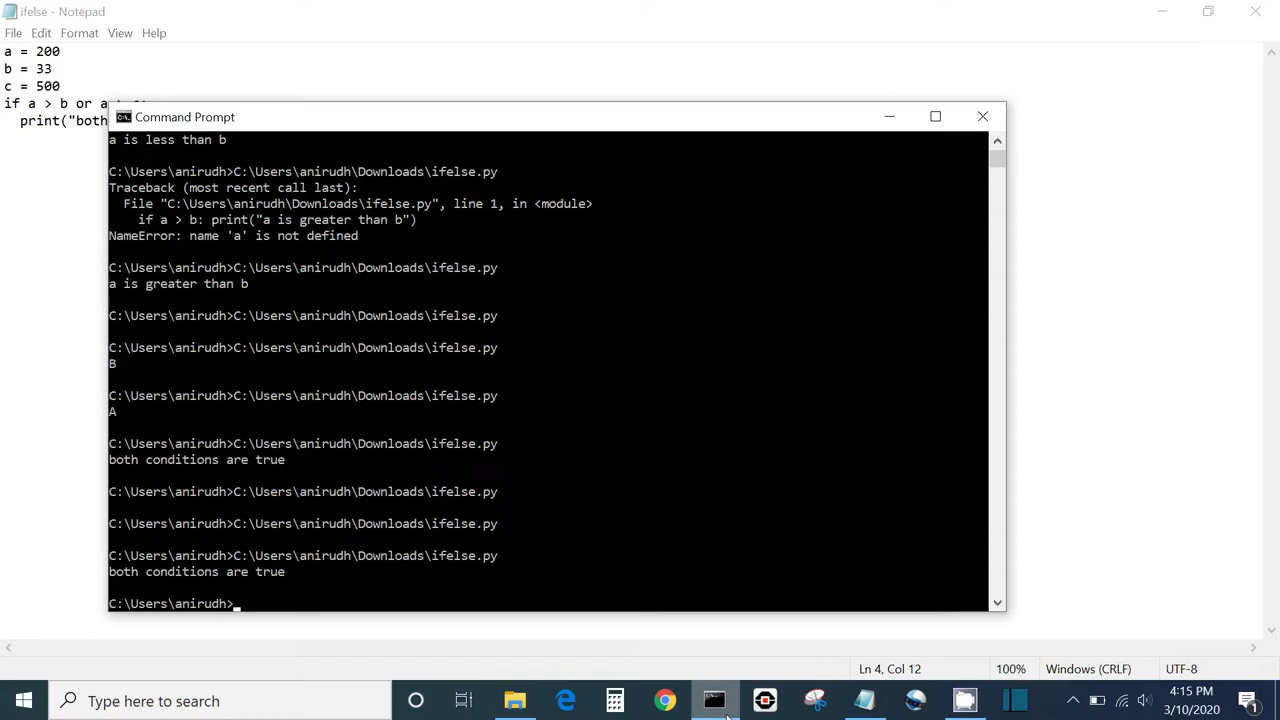 ifelse - Notepad
File Edit Format View Help
a = 200
b = 33
c = 500
if a > b or a
print("both
Command Prompt
a is less than b
C:\Users\anirudh>C:\Users\anirudh\Downloads\ifelse.py
Traceback (most recent call last):
File "C:\Users\anirudh\Downloads\ifelse.py", line 1, in <module>
if a > b: print("a is greater than b")
NameError: name 'a' is not defined
C:\Users\anirudh>C:\Users\anirudh\Downloads\ifelse.py
a is greater than b
C:\Users\anirudh>C:\Users\anirudh\Downloads\ifelse.py
C:\Users\anirudh>C:\Users\anirudh\Downloads\ifelse.py
B
C:\Users\anirudh>C:\Users\anirudh\Downloads\ifelse.py
A
C:\Users\anirudh>C:\Users\anirudh\Downloads\ifelse.py
both conditions are true
C:\Users\anirudh>C:\Users\anirudh\Downloads\ifelse.py
C:\Users\anirudh>C:\Users\anirudh\Downloads\ifelse.py
C:\Users\anirudh>C:\Users\anirudh\Downloads\ifelse.py
both conditions are true
C:\Users\anirudh>
Ln 4, Col 12 100% Windows (CRLF) UTF-8
Type here to search
4:15 PM
3/10/2020
1